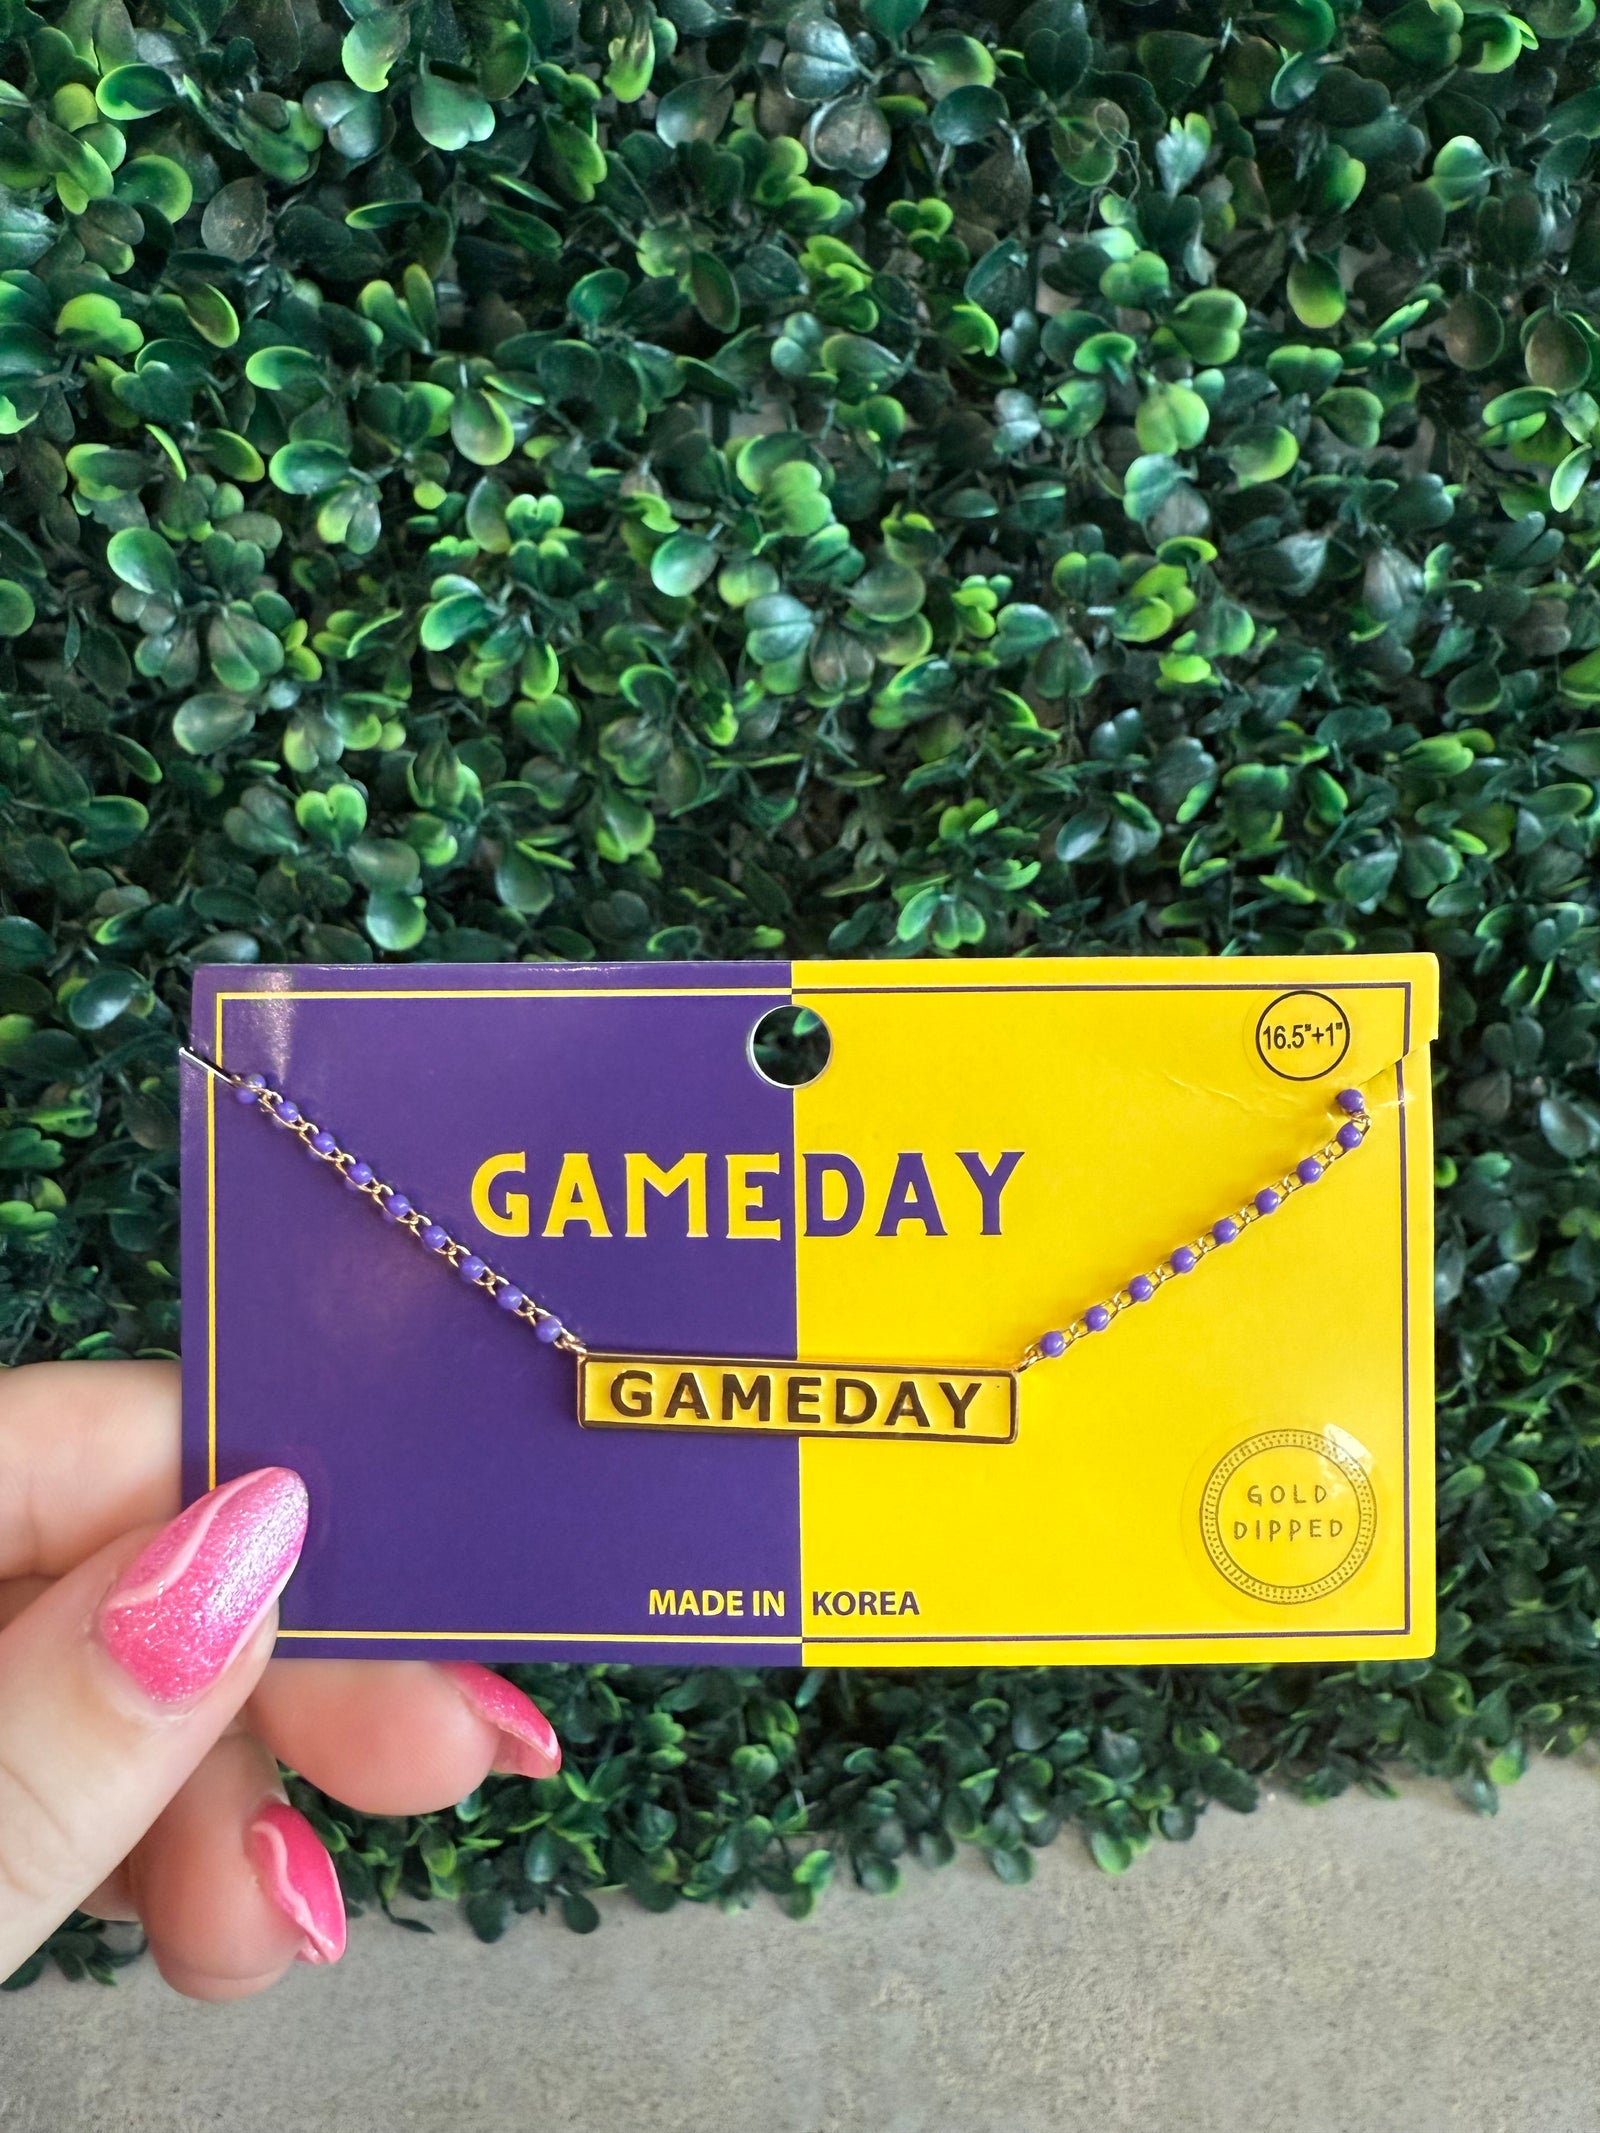 16.5"+1"
GAMEDAY
GAMEDAY
GOLD
DIPPED
MADE IN KOREA